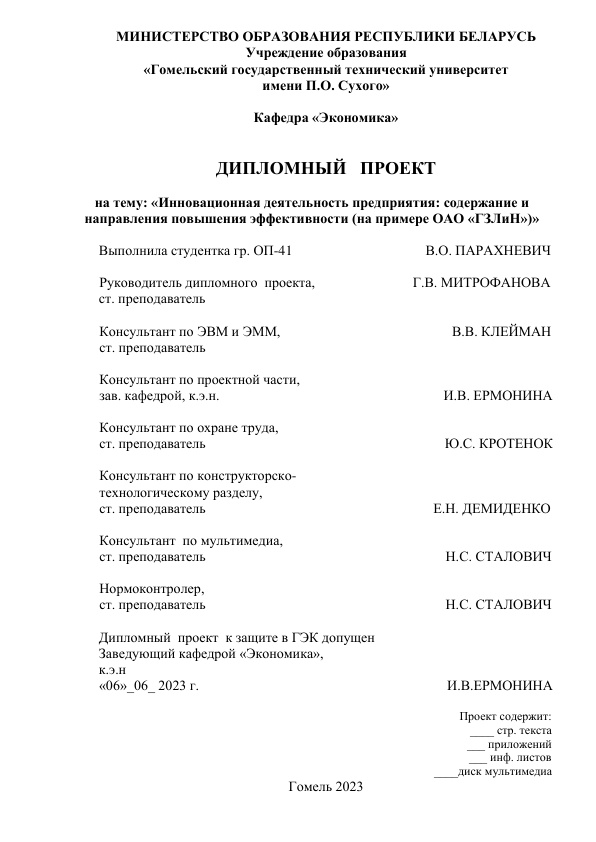 МИНИСТЕРСТВО ОБРАЗОВАНИЯ РЕСПУБЛИКИ БЕЛАРУСЬ
Учреждение образования
«Гомельский государственный технический университет
имени П.О. Сухого»
Кафедра «Экономика»
ДИПЛОМНЫЙ ПРОЕКТ
на тему: «Инновационная деятельность предприятия: содержание и
направления повышения эффективности (на примере ОАО «ГЗЛиН»)»
Выполнила студентка гр. ОП-41 В.О. ПАРАХНЕВИЧ
Руководитель дипломного проекта, Г.В. МИТРОФАНОВА
ст. преподаватель
Консультант по ЭВМ и ЭММ, В.В. КЛЕЙМАН
ст. преподаватель
Консультант по проектной части,
зав. кафедрой, к.э.н. И.В. ЕРМОНИНА
Консультант по охране труда,
ст. преподаватель Ю.С. КРОТЕНОК
Консультант по конструкторско-
технологическому разделу,
ст. преподаватель Е.Н. ДЕМИДЕНКО
Консультант по мультимедиа,
ст. преподаватель Н.С. СТАЛОВИЧ
Нормоконтролер,
ст. преподаватель Н.С. СТАЛОВИЧ
Дипломный проект к защите в ГЭК допущен
Заведующий кафедрой «Экономика»,
к.э.н
«06»_06_ 2023 г. И.В.ЕРМОНИНА
Проект содержит:
____ стр. текста
___ приложений
___ инф. листов
____диск мультимедиа
Гомель 2023